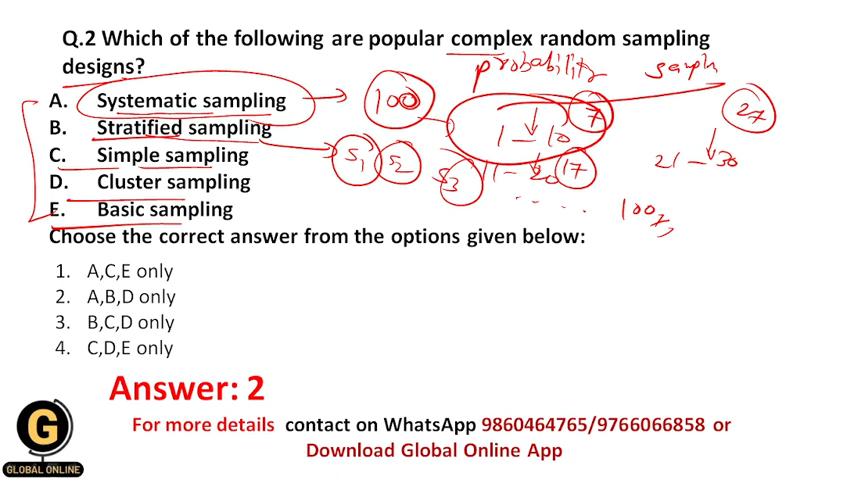 Q.2 Which of the following are popular complex random sampling
designs?
probability sample
A. Systematic sampling
100
7
27
B. Stratified sampling
1 - 10
C. Simple sampling
S1 S2
21 - 30
D. Cluster sampling
S3
11 - 20
17
E. Basic sampling
Choose the correct answer from the options given below:
1. A,C,E only
2. A,B,D only
3. B,C,D only
4. C,D,E only
Answer: 2
For more details contact on WhatsApp 9860464765/9766066858 or
Download Global Online App
G
GLOBAL ONLINE